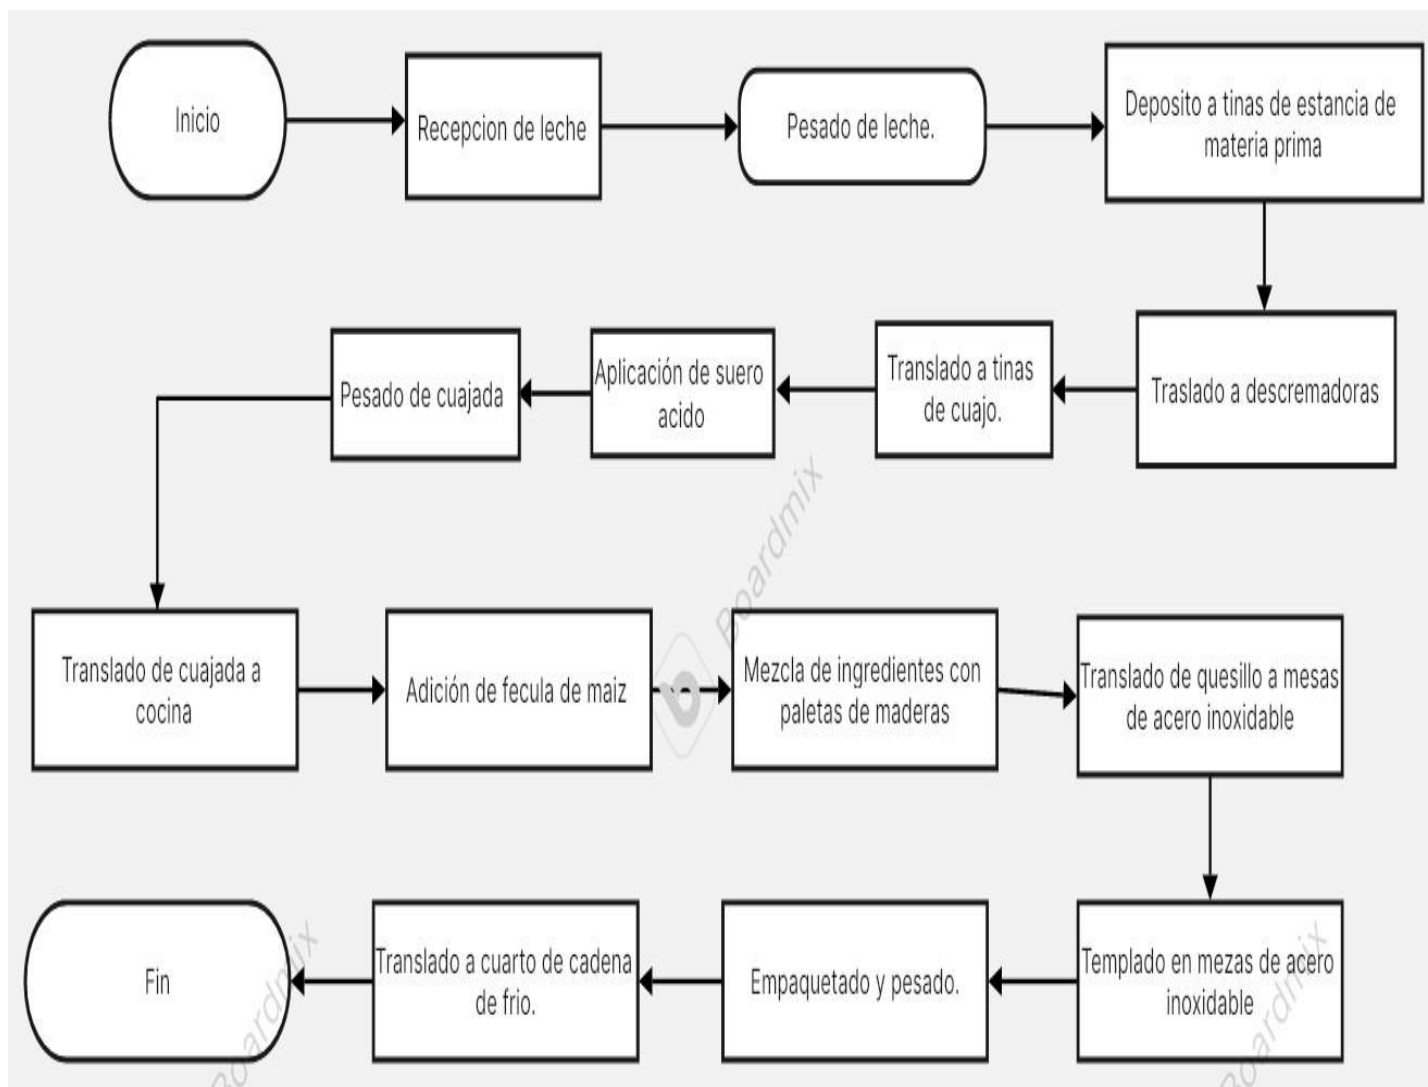 Inicio
Recepcion de leche
Pesado de leche.
Deposito a tinas de estancia de
materia prima
Traslado a descremadoras
Translado a tinas
de cuajo.
Aplicación de suero
acido
Pesado de cuajada
Translado de cuajada a
cocina
Adición de fecula de maiz
Mezcla de ingredientes con
paletas de maderas
Translado de quesillo a mesas
de acero inoxidable
Templado en mezas de acero
inoxidable
Empaquetado y pesado.
Translado a cuarto de cadena
de frio.
Fin
Boardmix
Boardmix
Boardmix